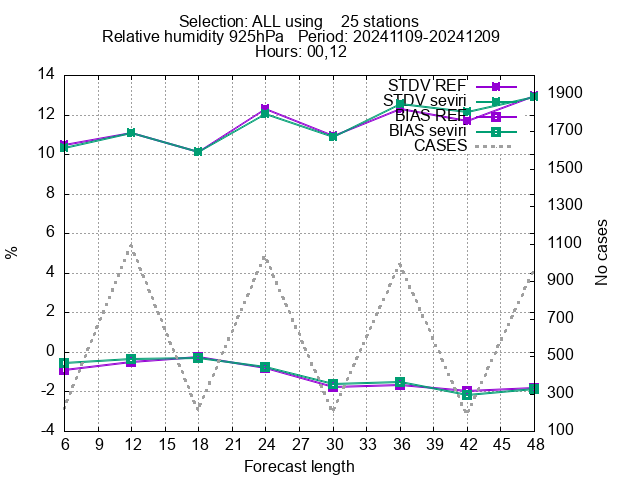 Selection: ALL using    25 stations
Relative humidity 925hPa   Period: 20241109-20241209
Hours: 00,12
STDV REF
STDV seviri
BIAS REF
BIAS seviri
CASES
14
12
10
8
6
4
2
0
-2
-4
%
1900
1700
1500
1300
1100
900
700
500
300
100
No cases
6 9 12 15 18 21 24 27 30 33 36 39 42 45 48
Forecast length